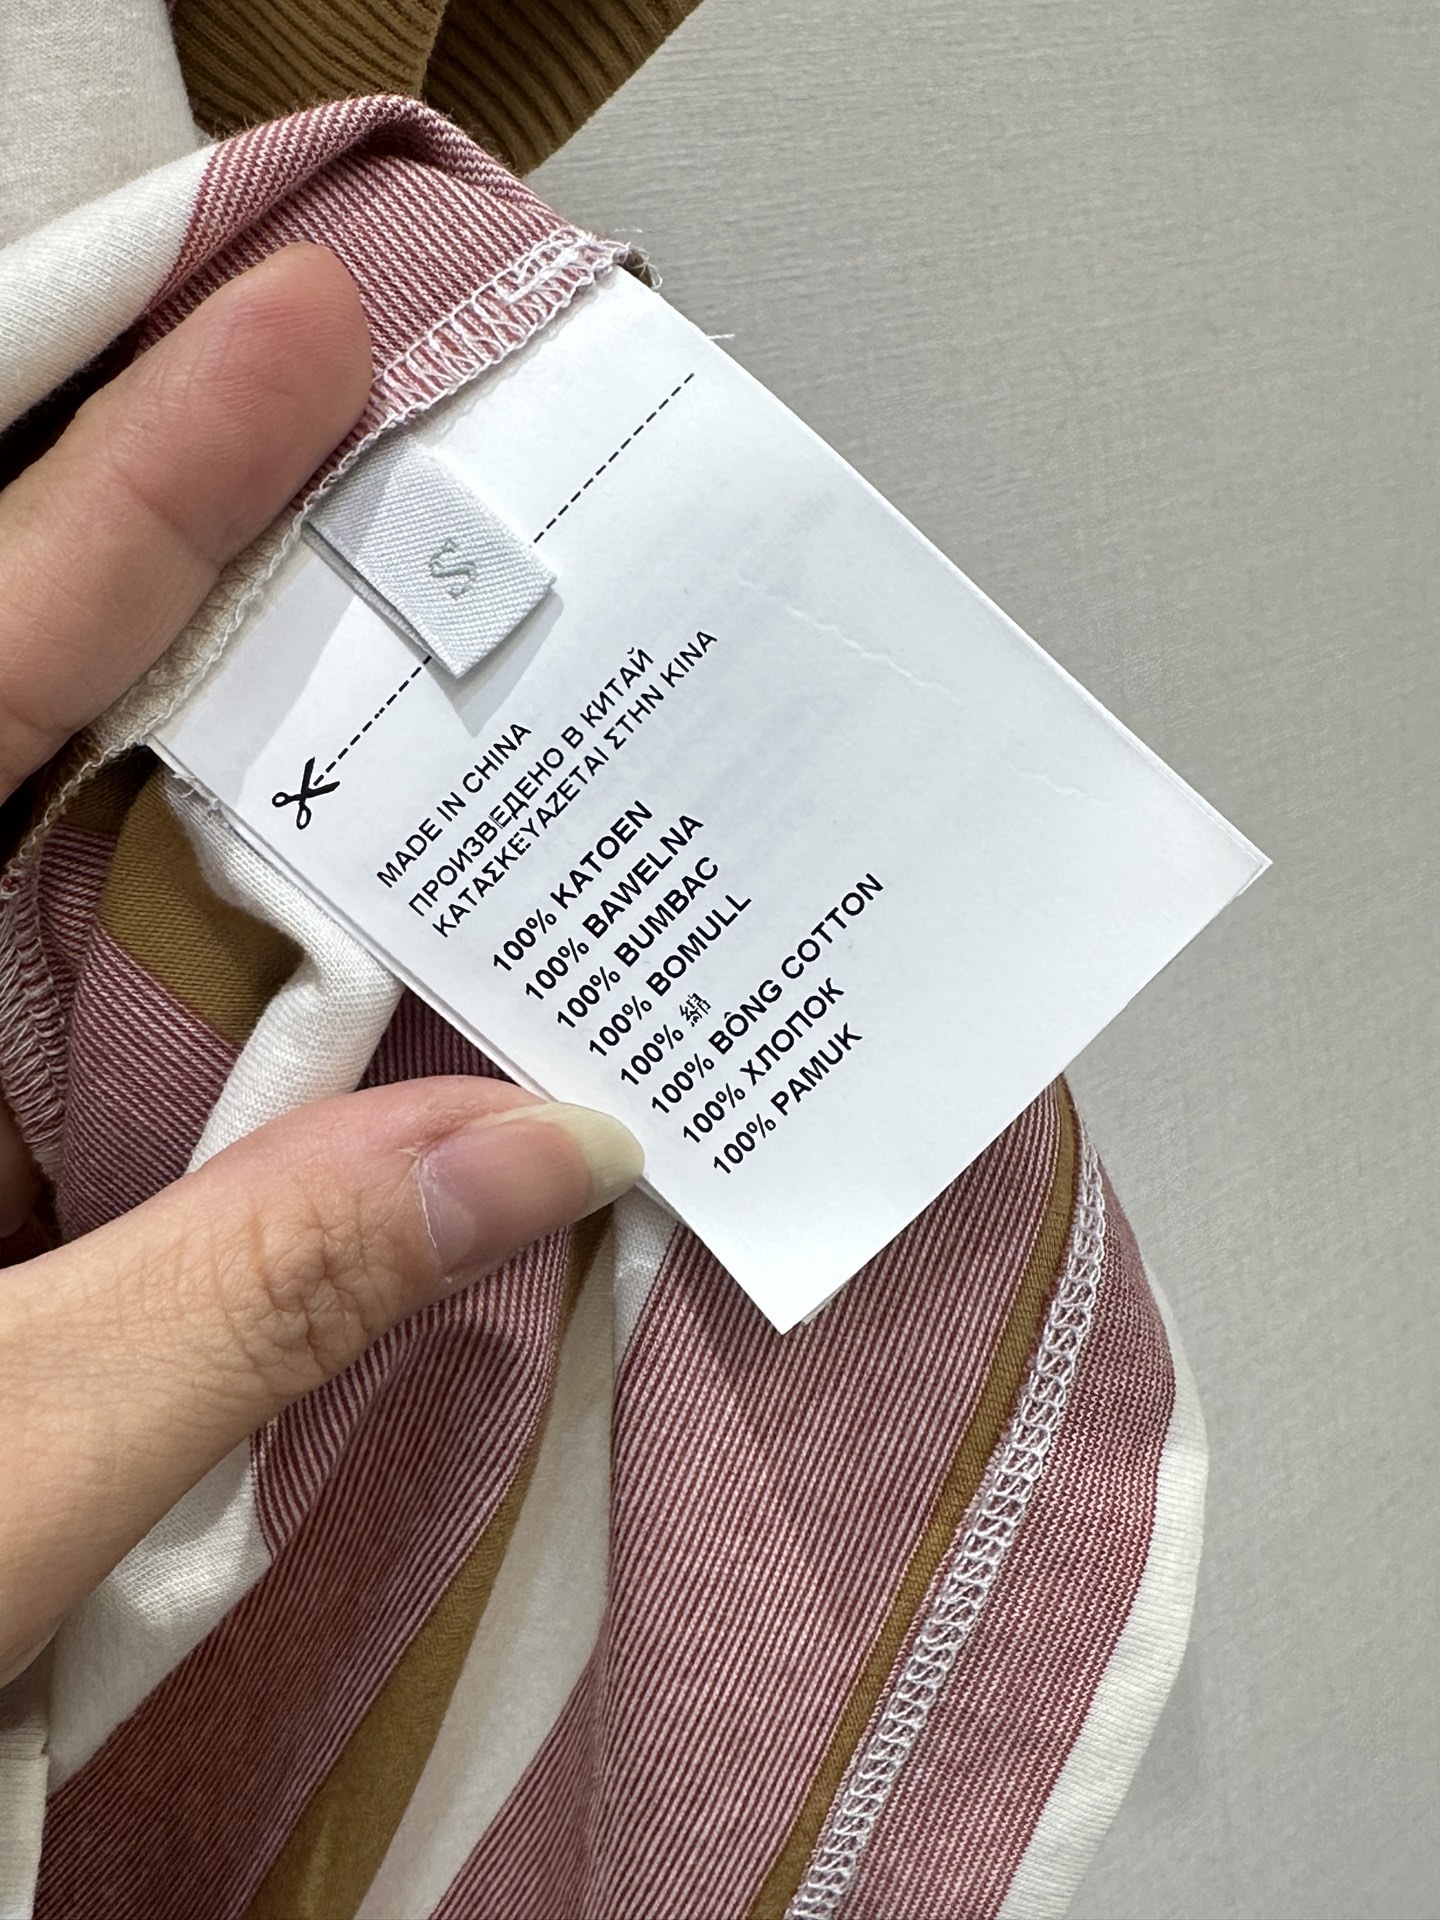 S
MADE IN CHINA
ПРОИЗВЕДЕНО В КИТАЙ
ΚΑΤΑΣΚΕΥΑΖΕΤΑΙ ΣΤΗΝ ΚΙΝΑ
100% KATOEN
100% BAWELNA
100% BUMBAC
100% BOMULL
100% 綿
100% BÔNG COTTON
100% ХЛОПОК
100% PAMUK